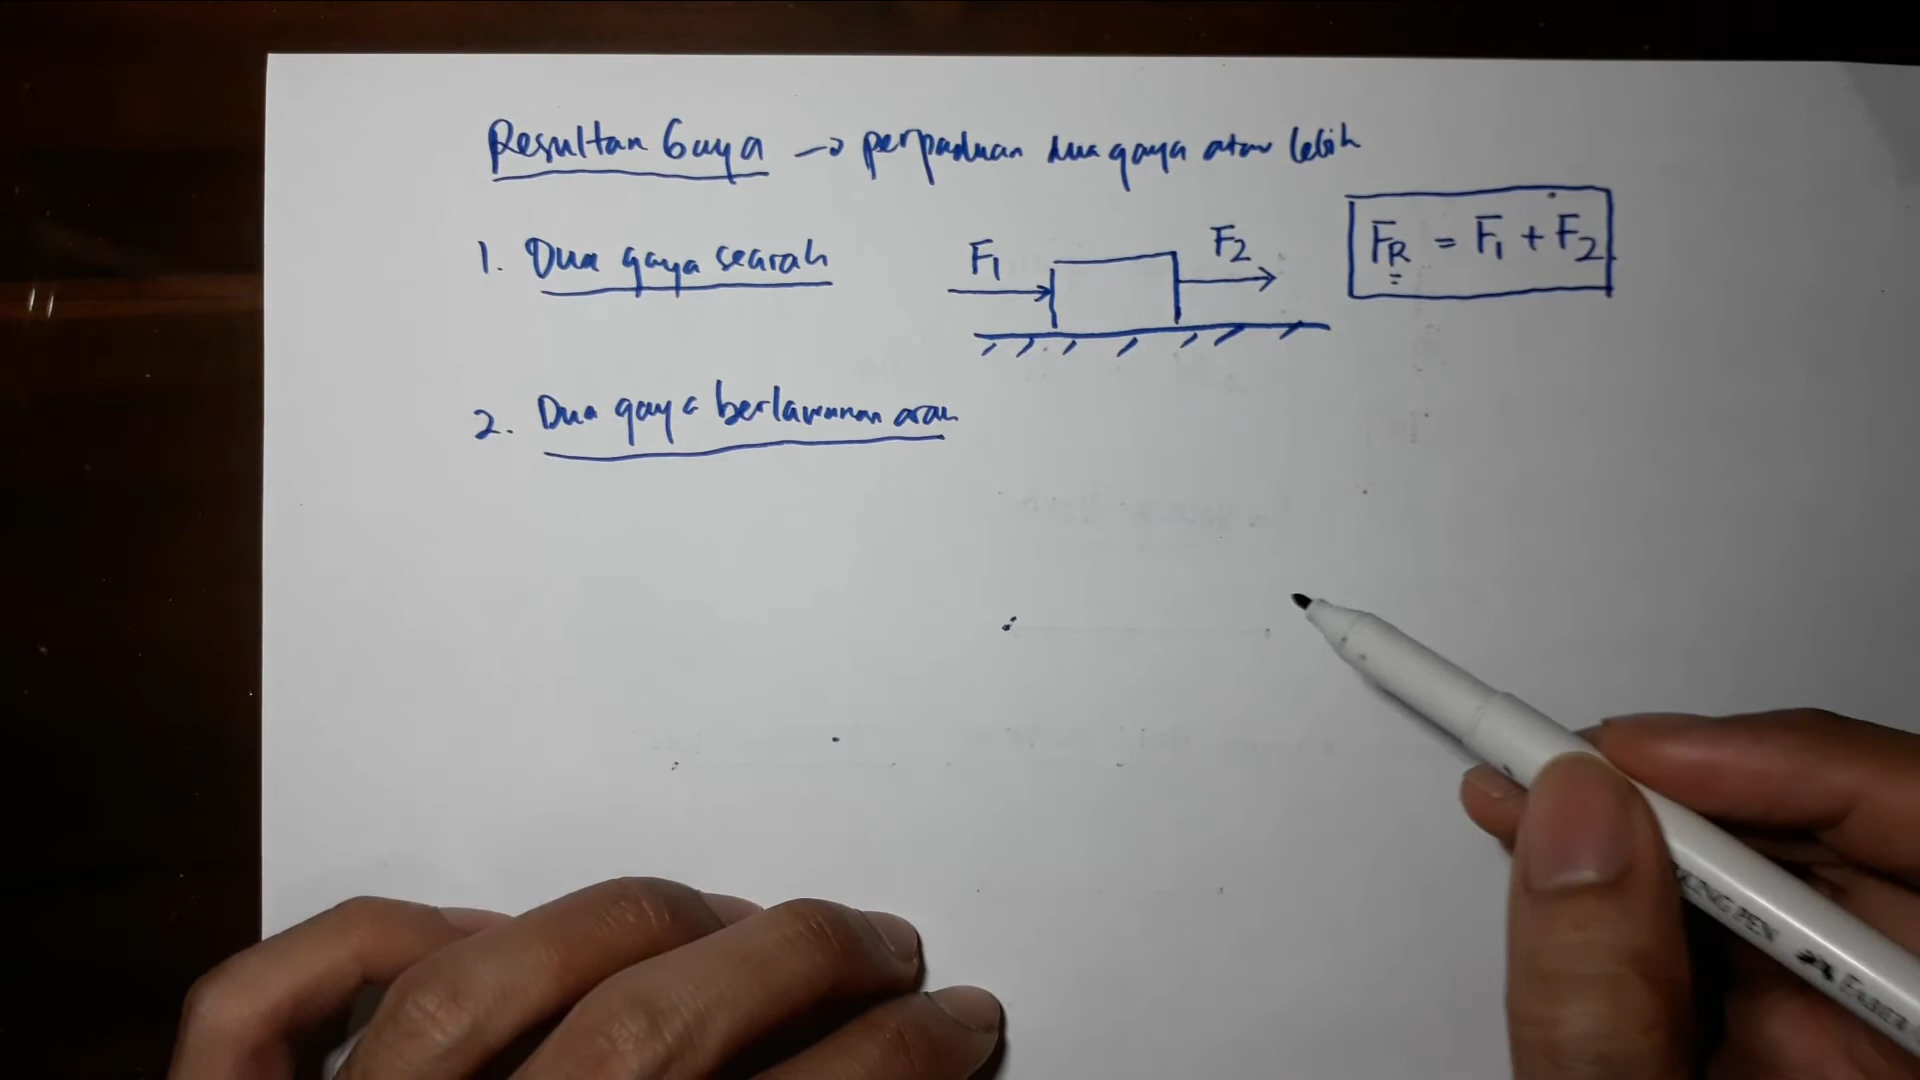 Resultan Gaya → perpaduan dua gaya atau lebih
1. Dua gaya searah
F1
F2
FR = F1 + F2
2. Dua gaya berlawanan arah